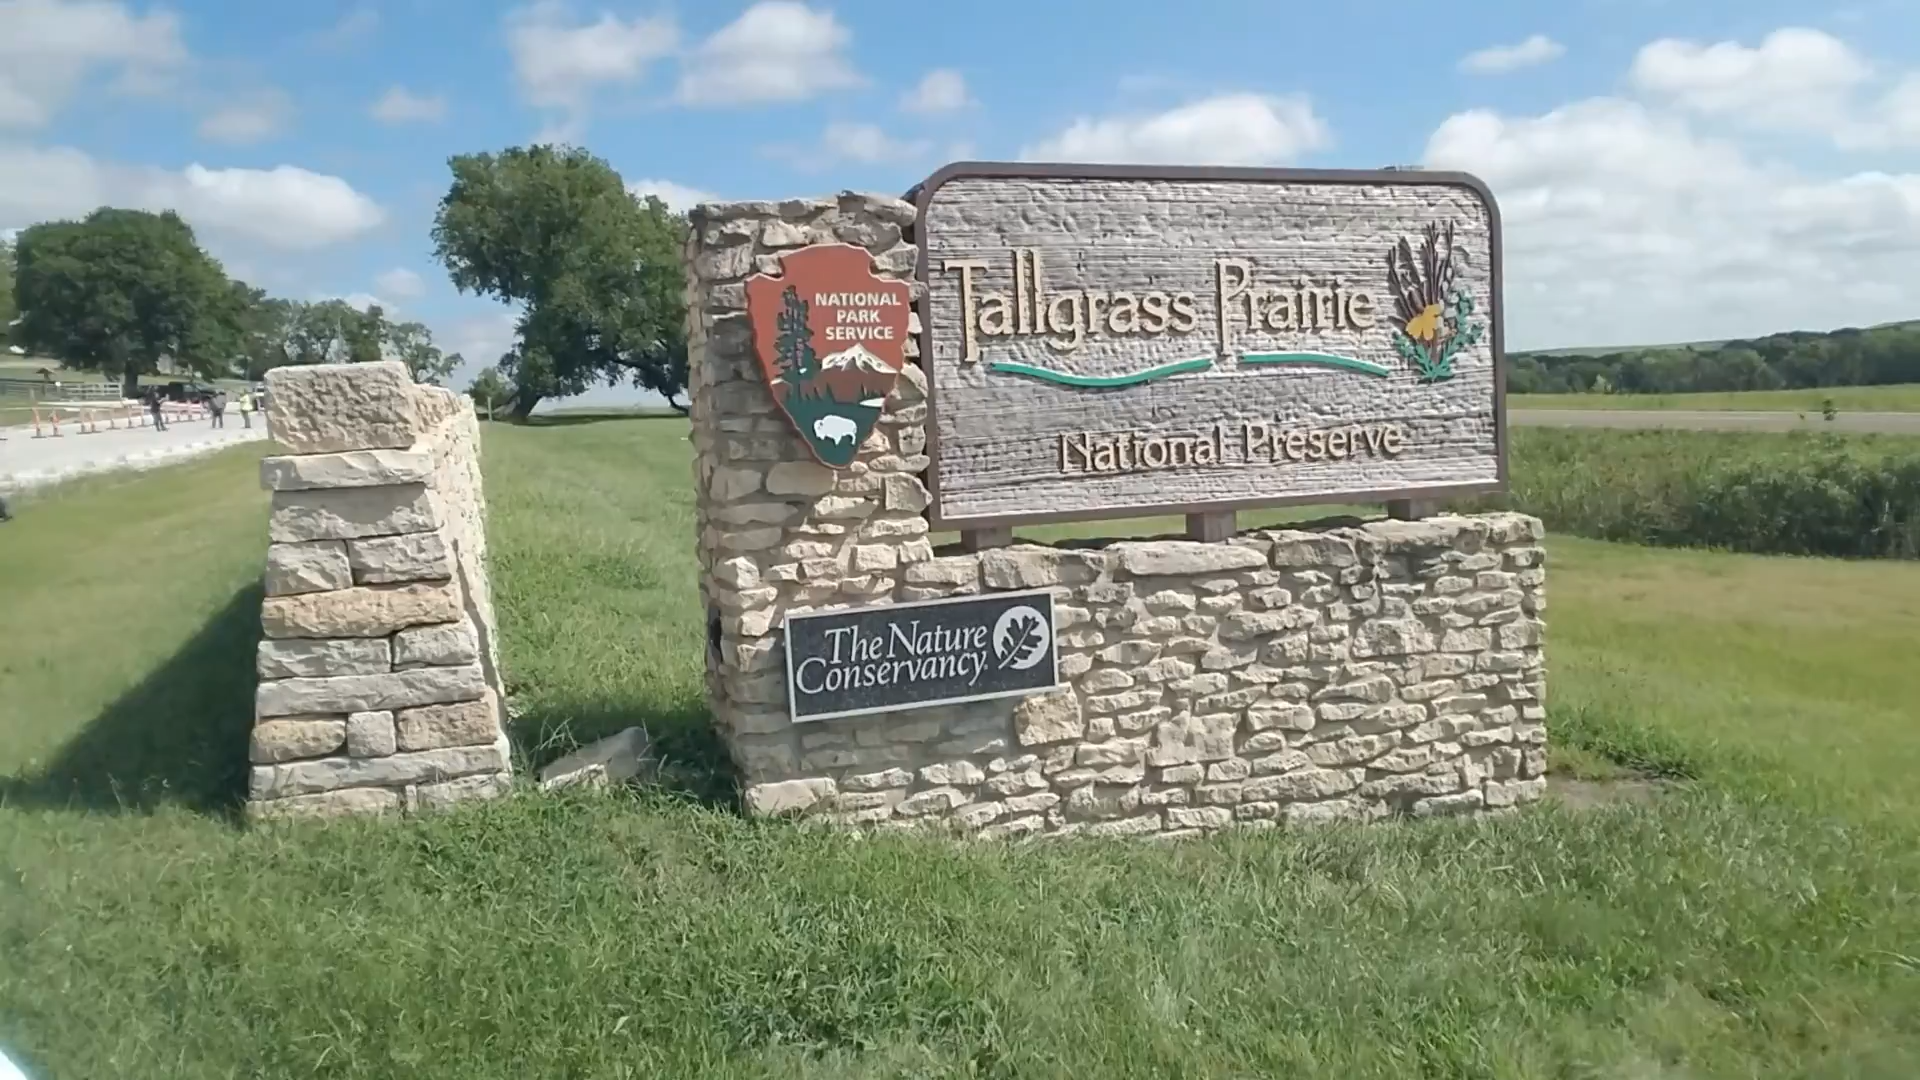 NATIONAL
PARK
SERVICE
Tallgrass Prairie
National Preserve
The Nature
Conservancy